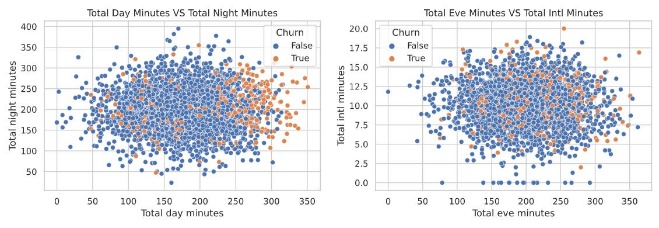 Total Day Minutes VS Total Night Minutes
Total night minutes
400
350
300
250
200
150
100
50
Churn
False
True
0 50 100 150 200 250 300 350
Total day minutes
Total Eve Minutes VS Total Intl Minutes
Total intl minutes
20.0
17.5
15.0
12.5
10.0
7.5
5.0
2.5
0.0
Churn
False
True
0 50 100 150 200 250 300 350
Total eve minutes